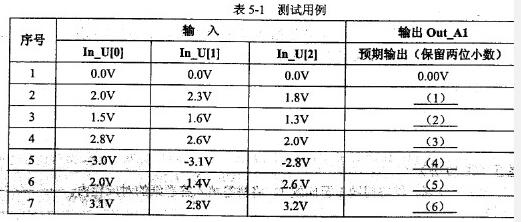 表 5-1 测试用例
序号 输 入 输出 Out_A1
In_U[0] In_U[1] In_U[2] 预期输出（保留两位小数）
1 0.0V 0.0V 0.0V 0.00V
2 2.0V 2.3V 1.8V （1）
3 1.5V 1.6V 1.3V （2）
4 2.8V 2.6V 2.0V （3）
5 -3.0V -3.1V -2.8V （4）
6 2.0V 1.4V 2.6 V （5）
7 3.1V 2.8V 3.2V （6）